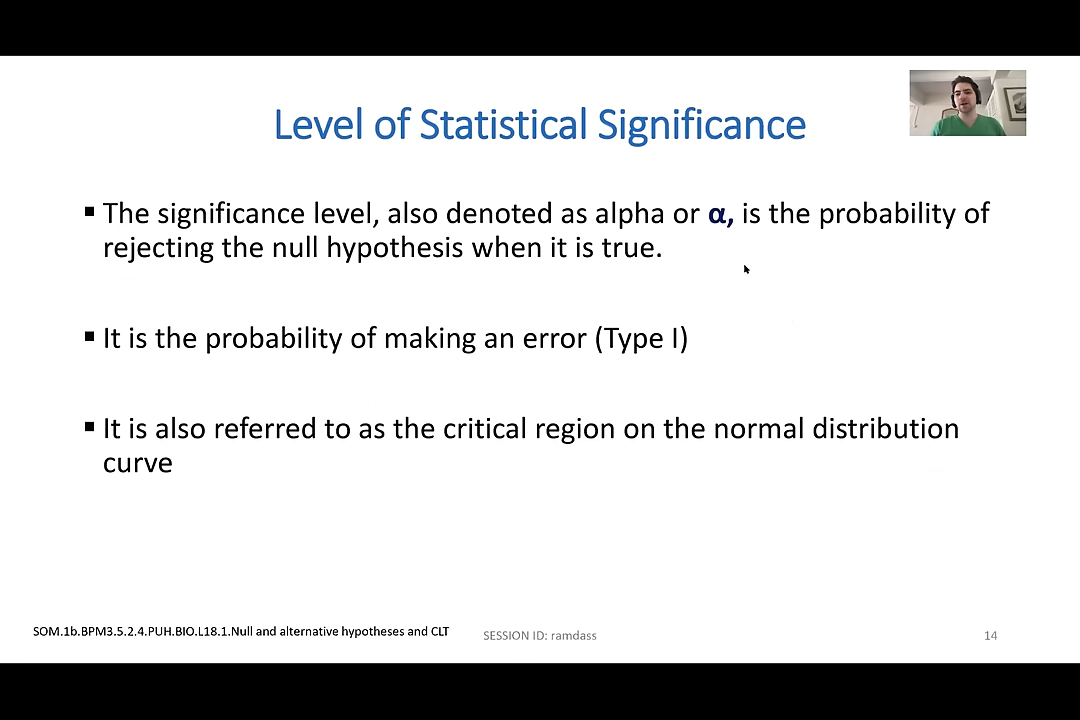 Level of Statistical Significance
▪ The significance level, also denoted as alpha or α, is the probability of
rejecting the null hypothesis when it is true.
▪ It is the probability of making an error (Type I)
▪ It is also referred to as the critical region on the normal distribution
curve
SOM.1b.BPM3.5.2.4.PUH.BIO.L18.1.Null and alternative hypotheses and CLT
SESSION ID: ramdass
14